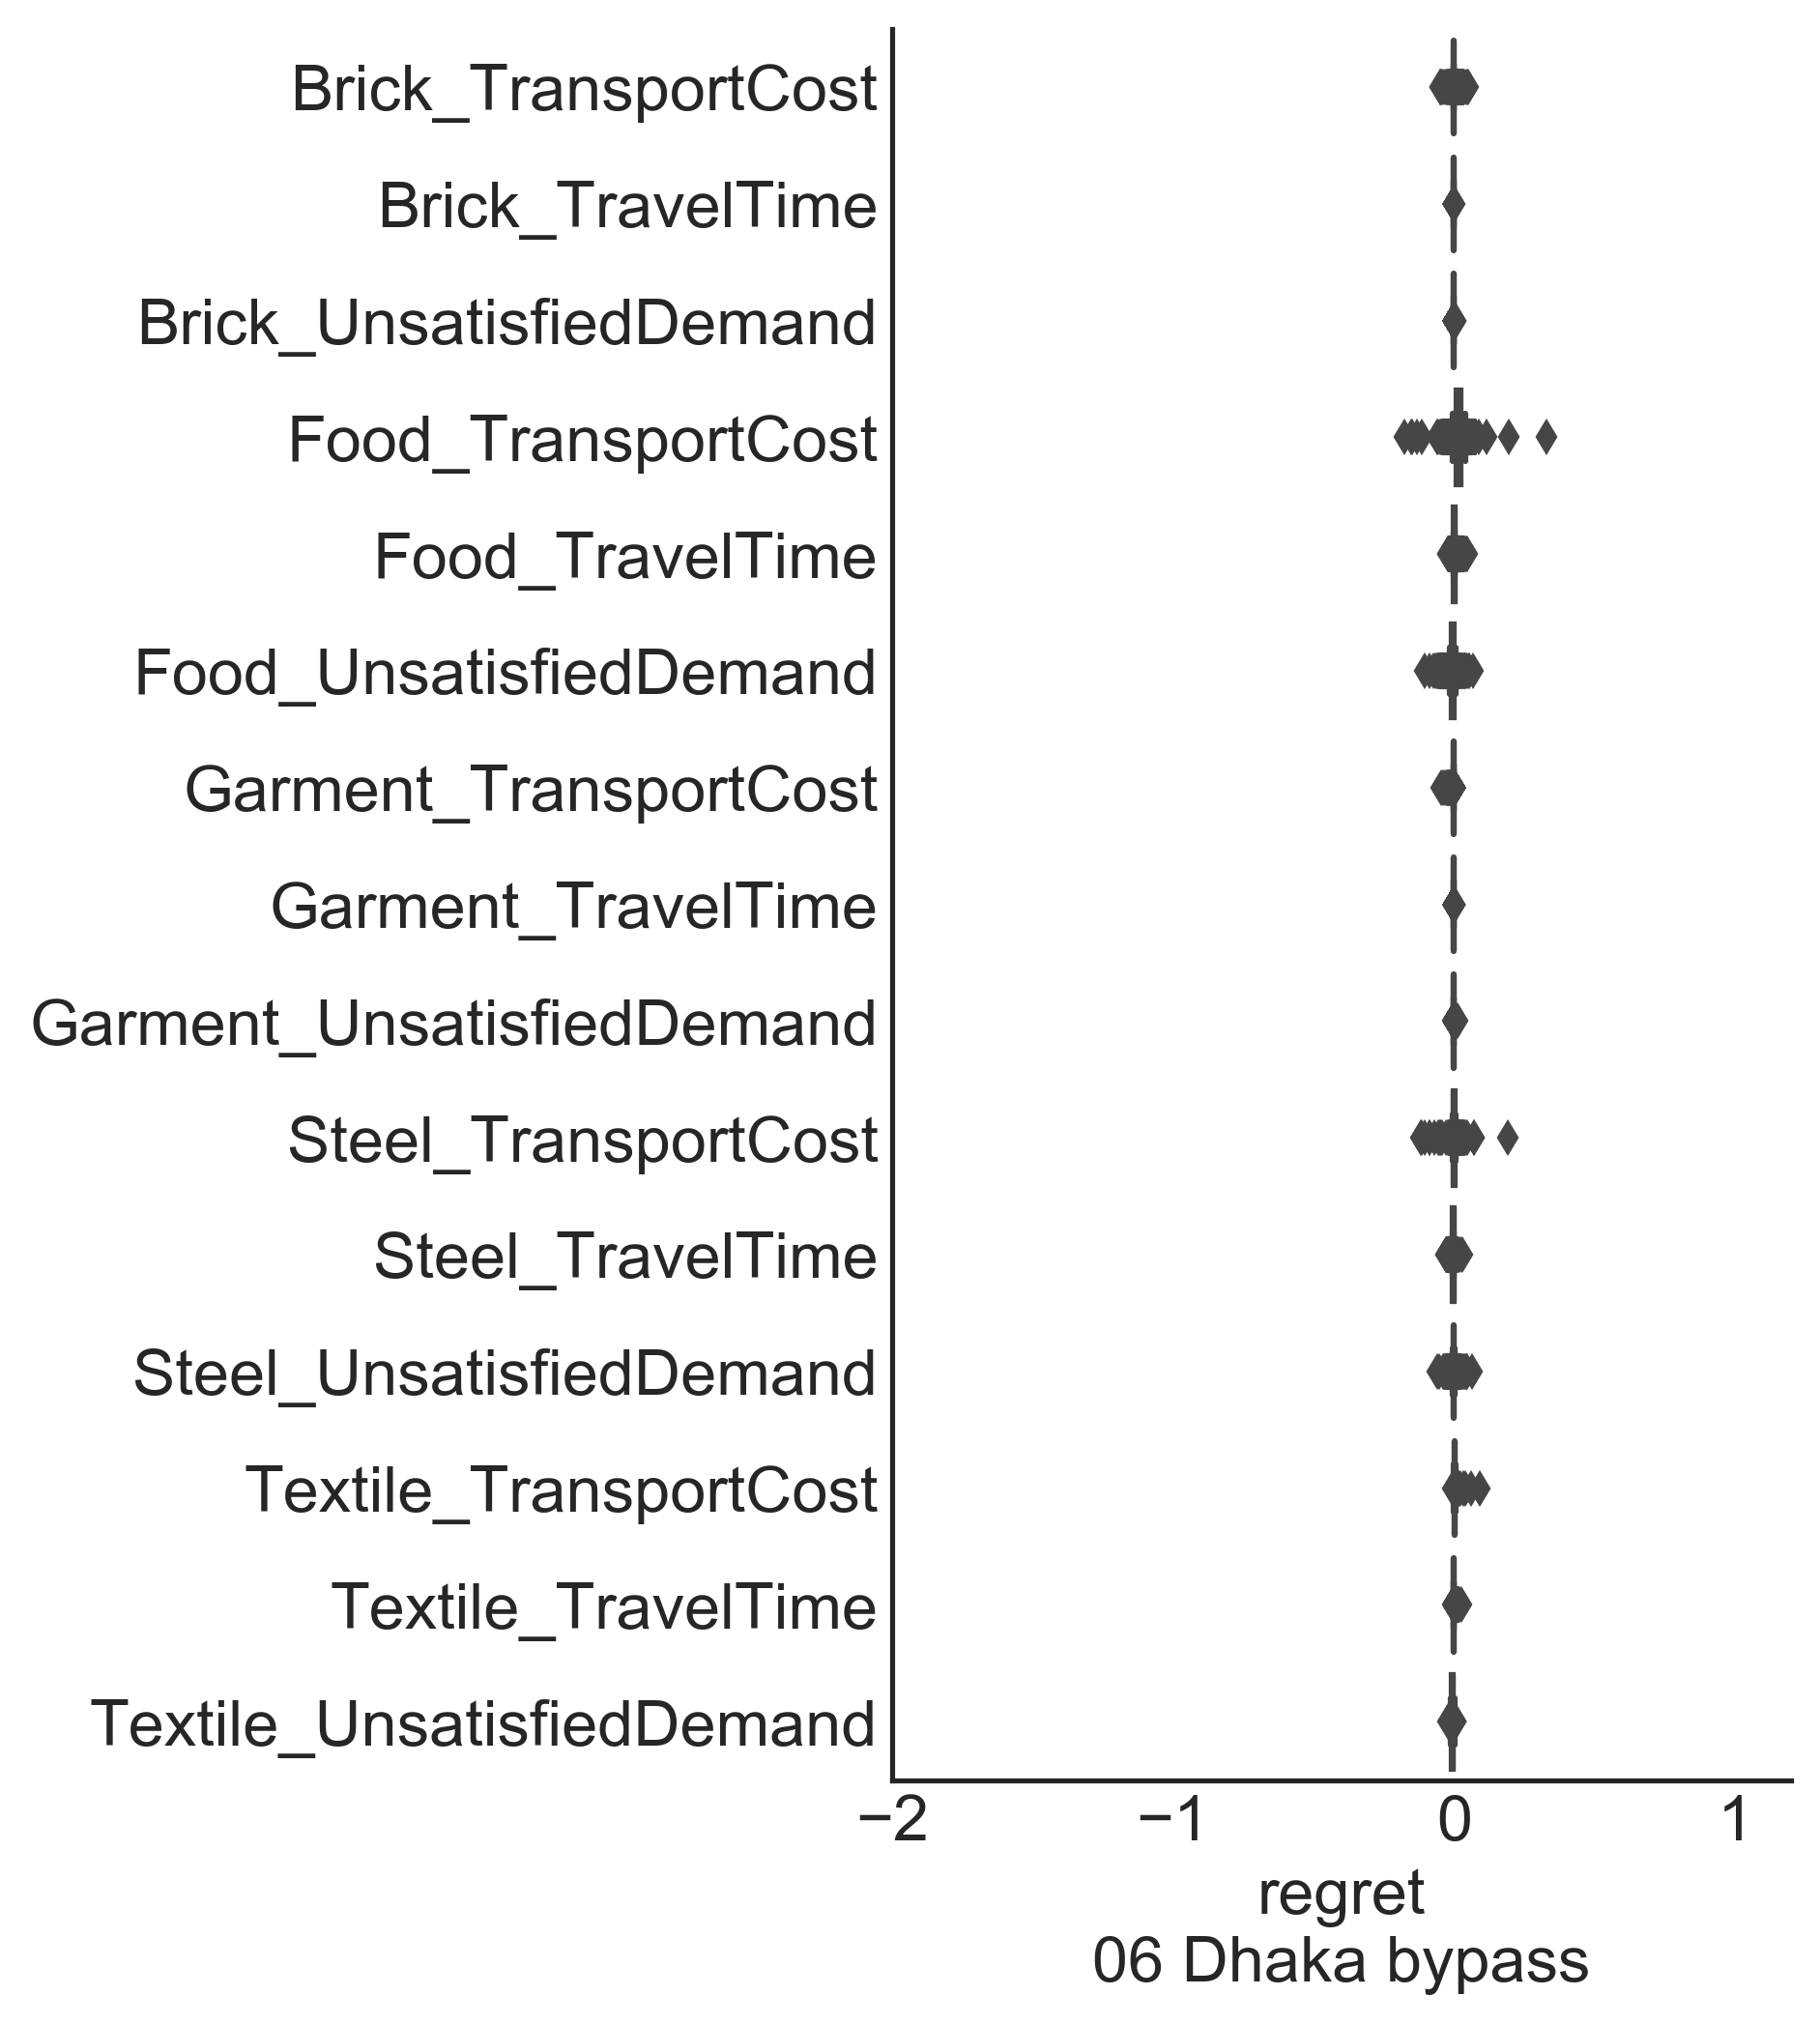 Brick_TransportCost
Brick_TravelTime
Brick_UnsatisfiedDemand
Food_TransportCost
Food_TravelTime
Food_UnsatisfiedDemand
Garment_TransportCost
Garment_TravelTime
Garment_UnsatisfiedDemand
Steel_TransportCost
Steel_TravelTime
Steel_UnsatisfiedDemand
Textile_TransportCost
Textile_TravelTime
Textile_UnsatisfiedDemand
−2 −1 0 1
regret
06 Dhaka bypass